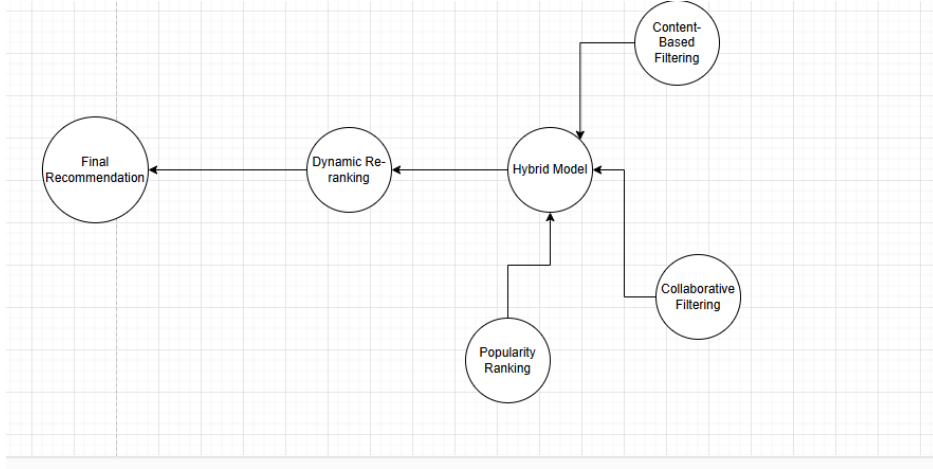 Content-
Based
Filtering
Final
Recommendation
Dynamic Re-
ranking
Hybrid Model
Collaborative
Filtering
Popularity
Ranking